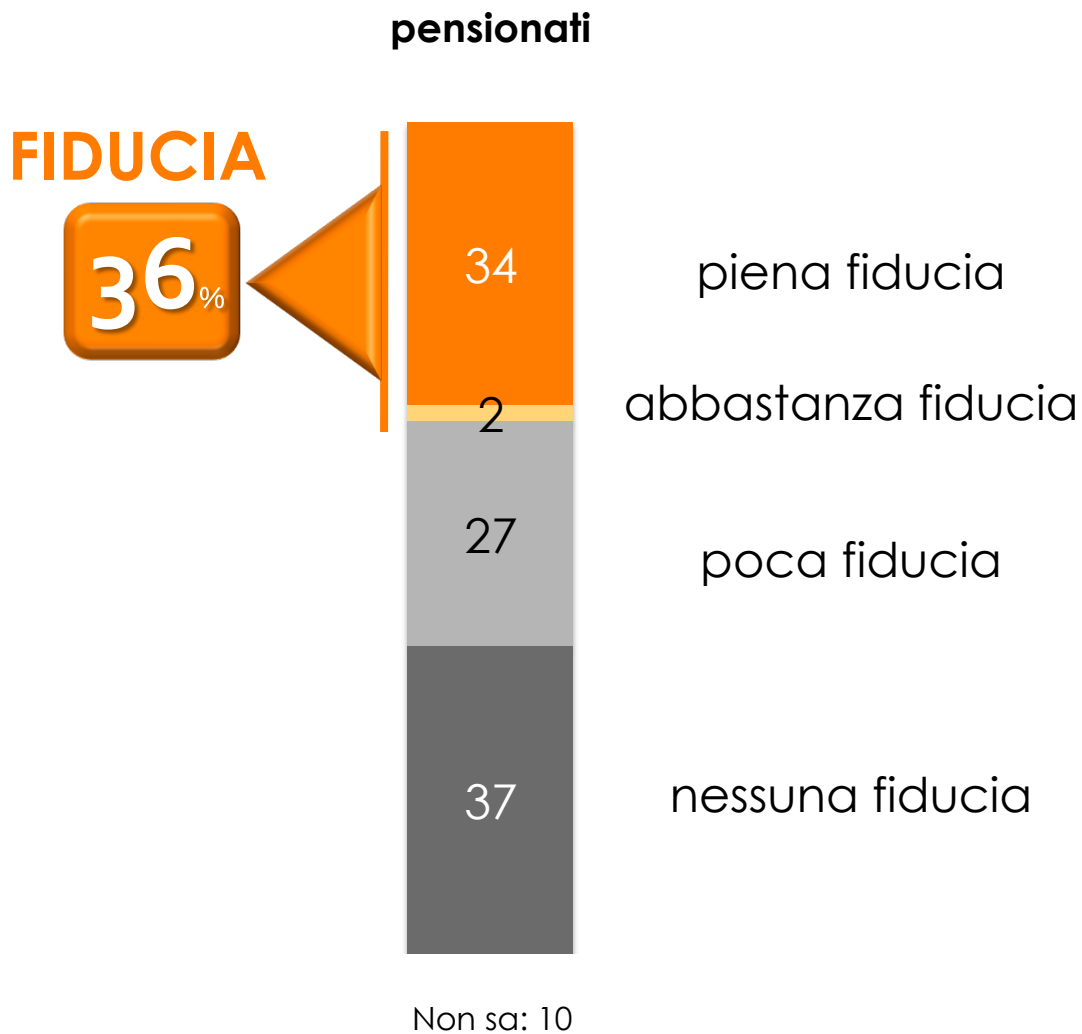 pensionati
FIDUCIA
36%
34
piena fiducia
2
abbastanza fiducia
27
poca fiducia
37
nessuna fiducia
Non sa: 10